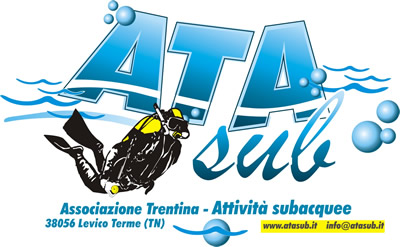 ATA
sub
Associazione Trentina - Attività subacquee
38056 Levico Terme (TN) www.atasub.it info@atasub.it